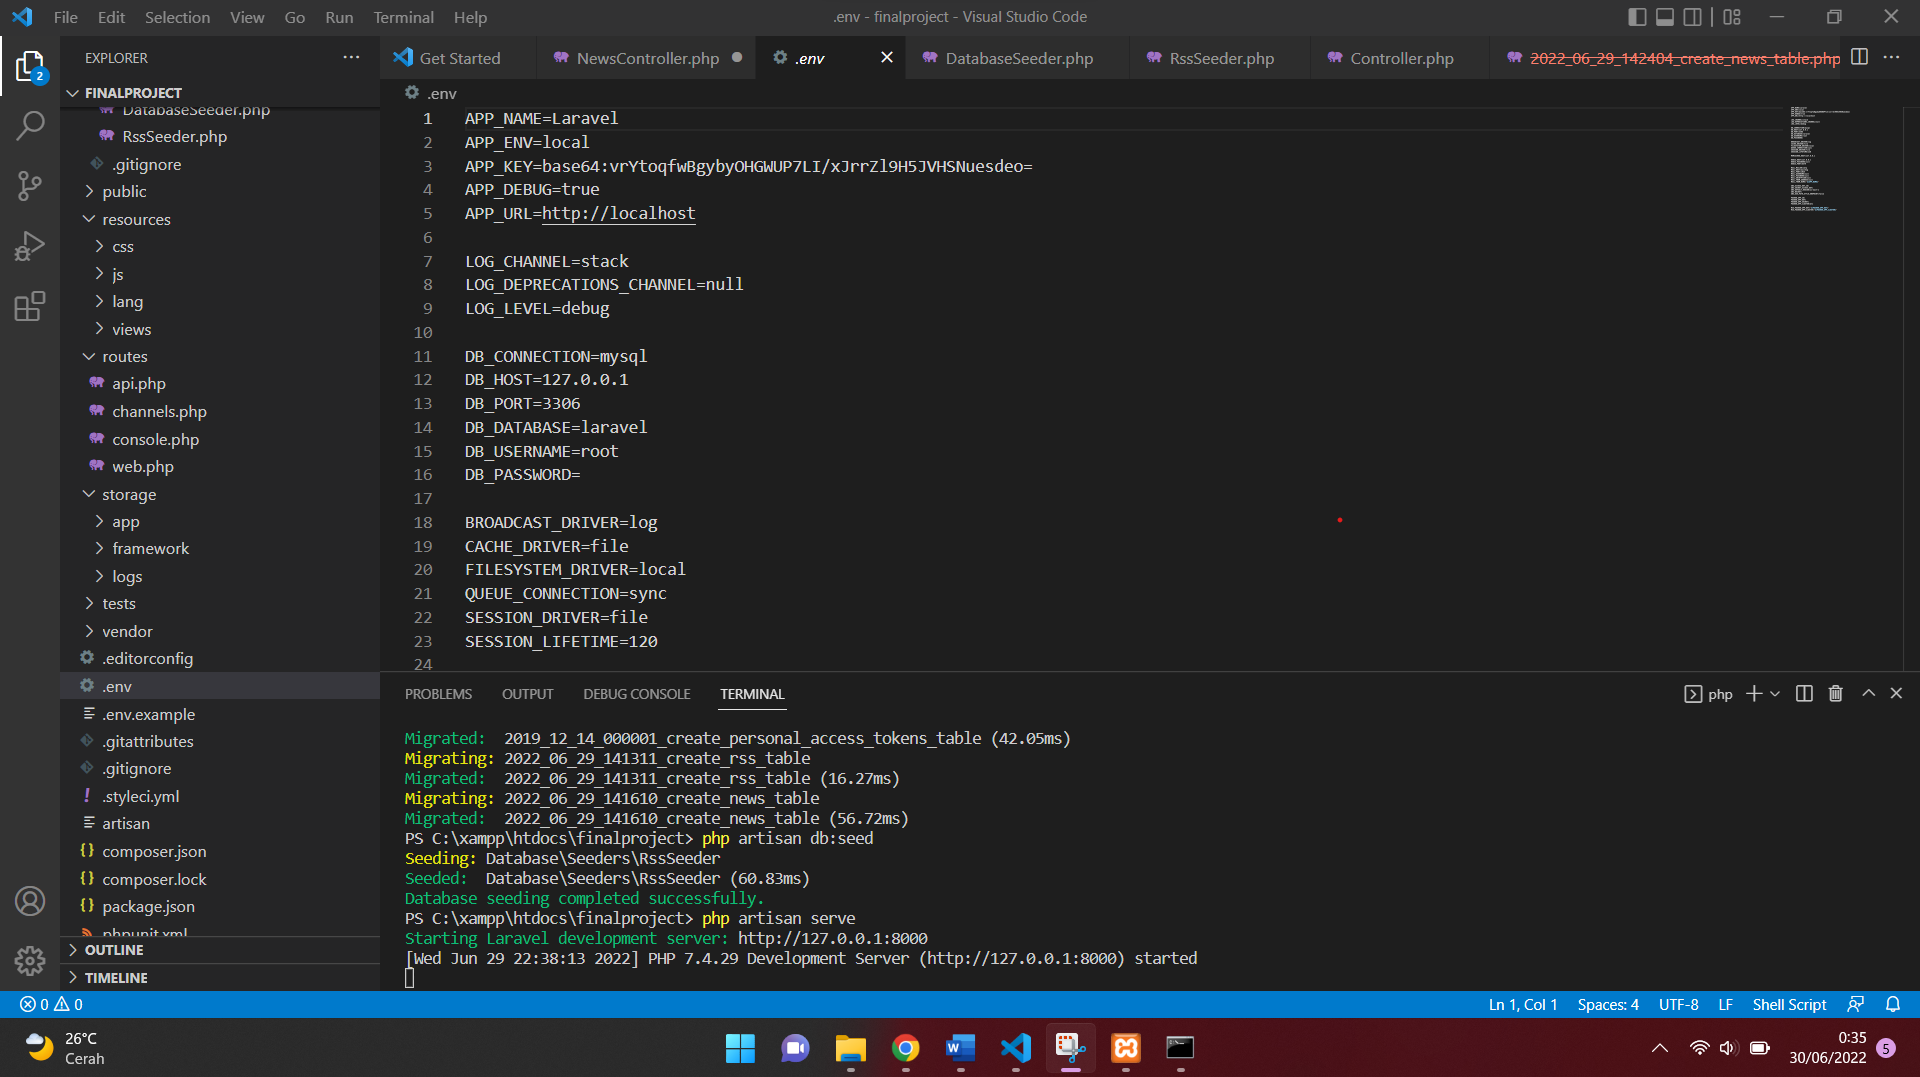 File Edit Selection View Go Run Terminal Help
.env - finalproject - Visual Studio Code
EXPLORER
Get Started
NewsController.php
.env
DatabaseSeeder.php
RssSeeder.php
Controller.php
2022_06_29_142404_create_news_table.php
2
FINALPROJECT
DatabaseSeeder.php
RssSeeder.php
.gitignore
public
resources
css
js
lang
views
routes
api.php
channels.php
console.php
web.php
storage
app
framework
logs
tests
vendor
.editorconfig
.env
.env.example
.gitattributes
.gitignore
.styleci.yml
artisan
composer.json
composer.lock
package.json
phpunit.xml
OUTLINE
TIMELINE
.env
1 APP_NAME=Laravel
2 APP_ENV=local
3 APP_KEY=base64:vrYtoqfwBgybyOHGWUP7LI/xJrrZl9H5JVHSNuesdeo=
4 APP_DEBUG=true
5 APP_URL=http://localhost
6
7 LOG_CHANNEL=stack
8 LOG_DEPRECATIONS_CHANNEL=null
9 LOG_LEVEL=debug
10
11 DB_CONNECTION=mysql
12 DB_HOST=127.0.0.1
13 DB_PORT=3306
14 DB_DATABASE=laravel
15 DB_USERNAME=root
16 DB_PASSWORD=
17
18 BROADCAST_DRIVER=log
19 CACHE_DRIVER=file
20 FILESYSTEM_DRIVER=local
21 QUEUE_CONNECTION=sync
22 SESSION_DRIVER=file
23 SESSION_LIFETIME=120
24
PROBLEMS OUTPUT DEBUG CONSOLE TERMINAL
php
Migrated: 2019_12_14_000001_create_personal_access_tokens_table (42.05ms)
Migrating: 2022_06_29_141311_create_rss_table
Migrated: 2022_06_29_141311_create_rss_table (16.27ms)
Migrating: 2022_06_29_141610_create_news_table
Migrated: 2022_06_29_141610_create_news_table (56.72ms)
PS C:\xampp\htdocs\finalproject> php artisan db:seed
Seeding: Database\Seeders\RssSeeder
Seeded: Database\Seeders\RssSeeder (60.83ms)
Database seeding completed successfully.
PS C:\xampp\htdocs\finalproject> php artisan serve
Starting Laravel development server: http://127.0.0.1:8000
[Wed Jun 29 22:38:13 2022] PHP 7.4.29 Development Server (http://127.0.0.1:8000) started
0 0
Ln 1, Col 1 Spaces: 4 UTF-8 LF Shell Script
26°C
Cerah
0:35
30/06/2022
5